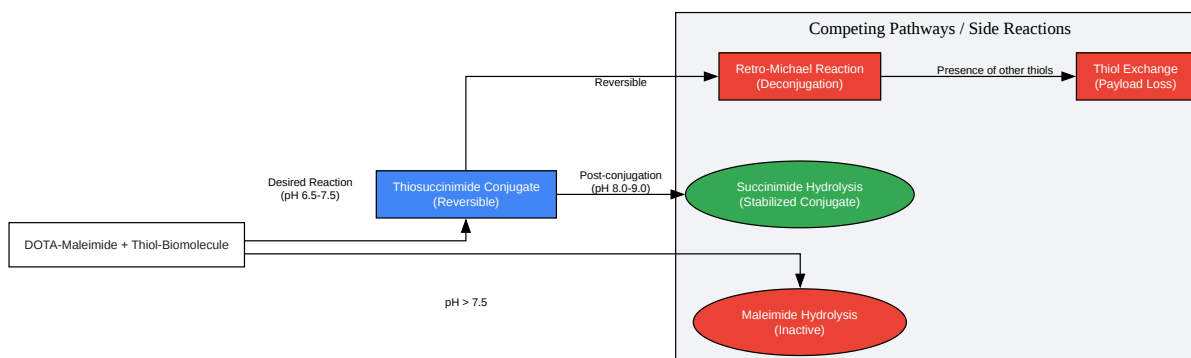 Competing Pathways / Side Reactions
Retro-Michael Reaction
(Deconjugation)
Presence of other thiols
Thiol Exchange
(Payload Loss)
Reversible
Desired Reaction
(pH 6.5-7.5)
Thiosuccinimide Conjugate
(Reversible)
Post-conjugation
(pH 8.0-9.0)
Succinimide Hydrolysis
(Stabilized Conjugate)
DOTA-Maleimide + Thiol-Biomolecule
pH > 7.5
Maleimide Hydrolysis
(Inactive)